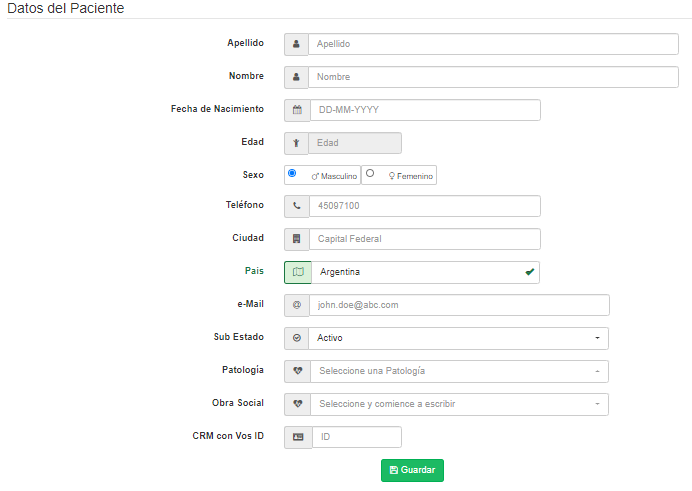 Datos del Paciente
Apellido Apellido
Nombre Nombre
Fecha de Nacimiento DD-MM-YYYY
Edad Edad
Sexo ♂ Masculino ♀ Femenino
Teléfono 45097100
Ciudad Capital Federal
Pais Argentina
e-Mail @ john.doe@abc.com
Sub Estado Activo
Patología Seleccione una Patología
Obra Social Seleccione y comience a escribir
CRM con Vos ID ID
Guardar